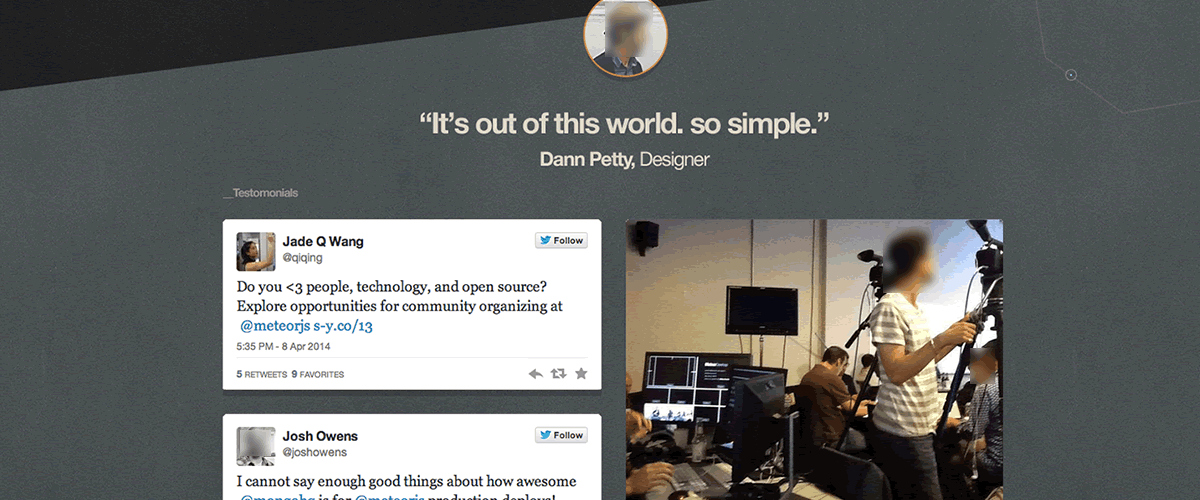 “It’s out of this world. so simple.”
Dann Petty, Designer
__Testomonials
Jade Q Wang
@qiqing
Follow
Do you <3 people, technology, and open source?
Explore opportunities for community organizing at
@meteorjs s-y.co/13
5:35 PM - 8 Apr 2014
5 RETWEETS 9 FAVORITES
Josh Owens
@joshowens
Follow
I cannot say enough good things about how awesome
@mongohq is for @meteorjs production deploys!